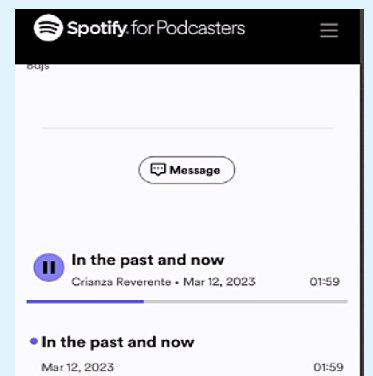 Spotify for Podcasters
Message
In the past and now
Crianza Reverente • Mar 12, 2023 01:59
In the past and now
Mar 12, 2023 01:59